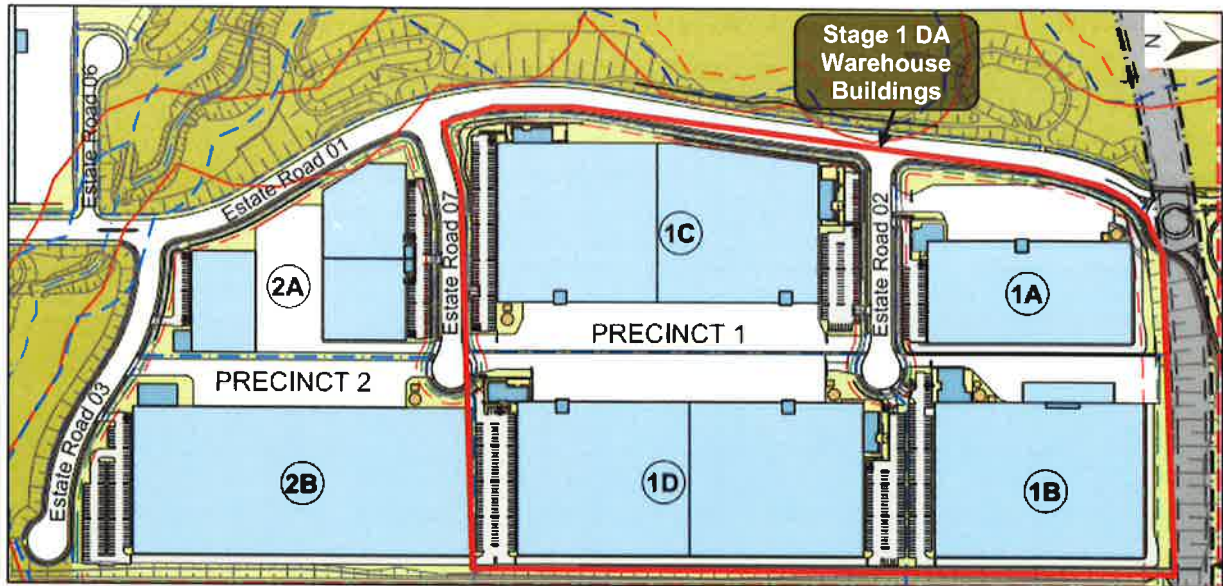 Stage 1 DA
Warehouse
Buildings
N
Estate Road 06
Estate Road 01
Estate Road 07
Estate Road 02
1C
2A
1A
PRECINCT 1
PRECINCT 2
Estate Road 03
2B
1D
1B